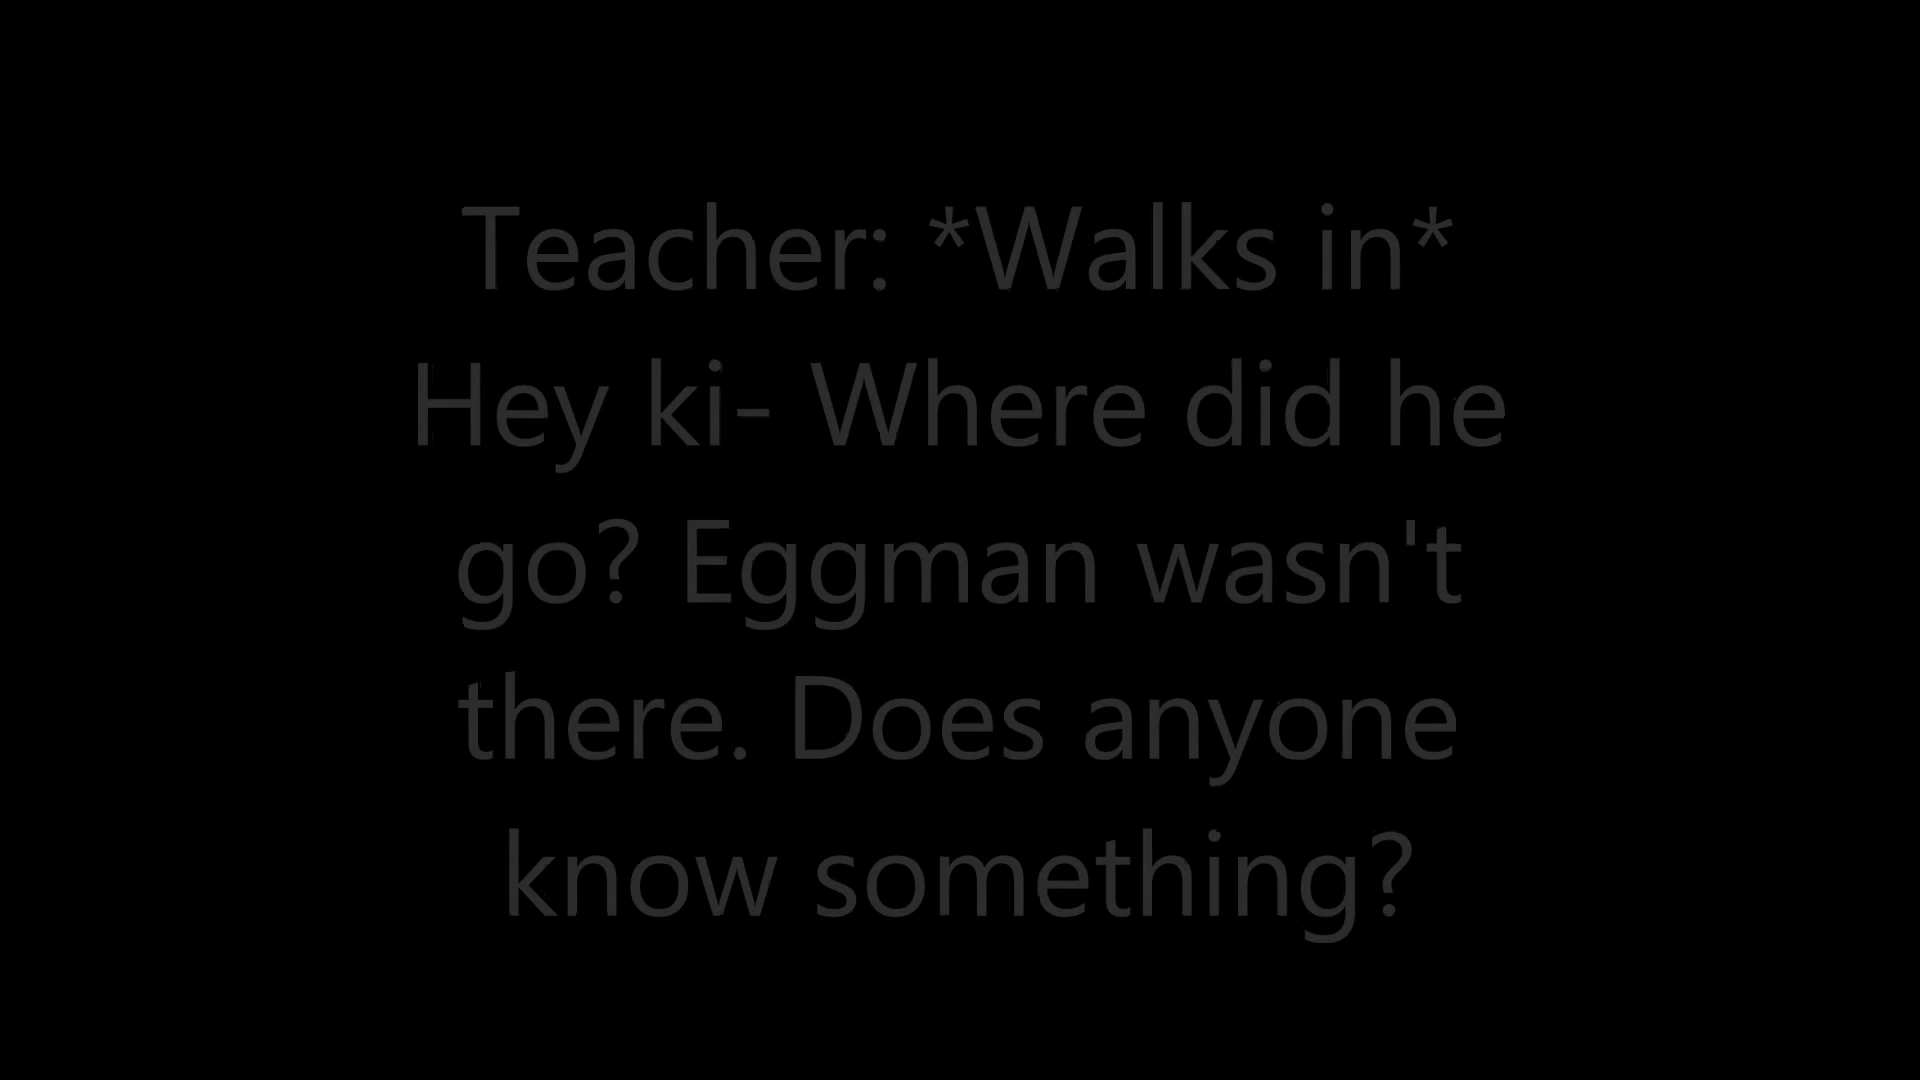 Teacher: *Walks in*
Hey ki- Where did he
go? Eggman wasn't
there. Does anyone
know something?